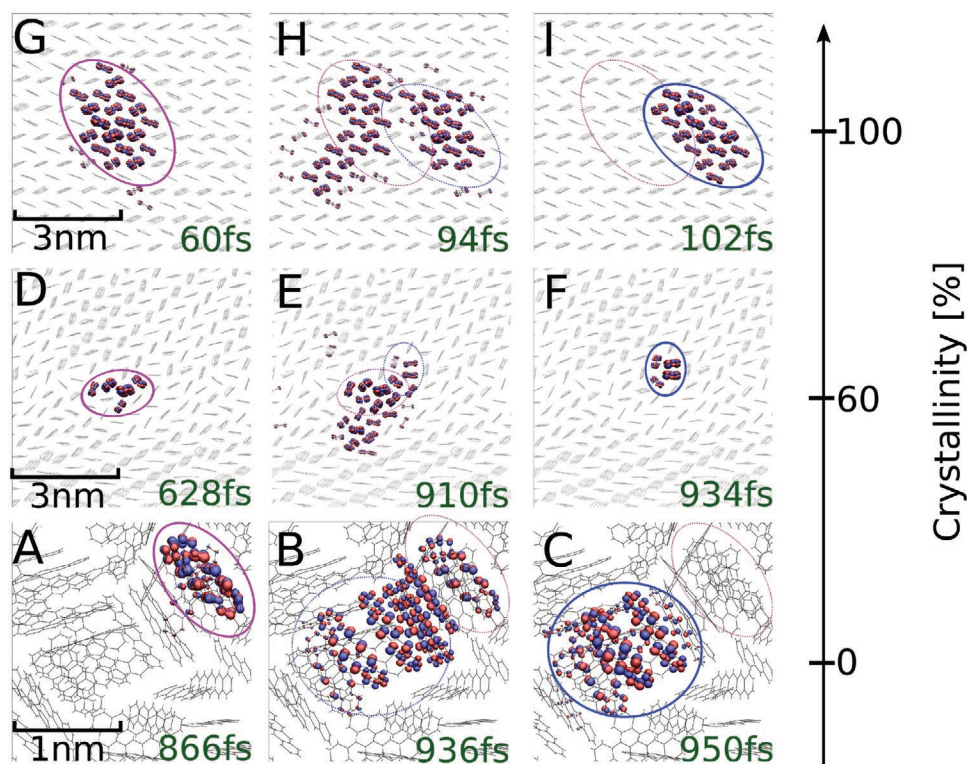 G
H
I
3nm
60fs
94fs
102fs
100
D
E
F
3nm
628fs
910fs
934fs
60
A
B
C
1nm
866fs
936fs
950fs
0
Crystallinity [%]